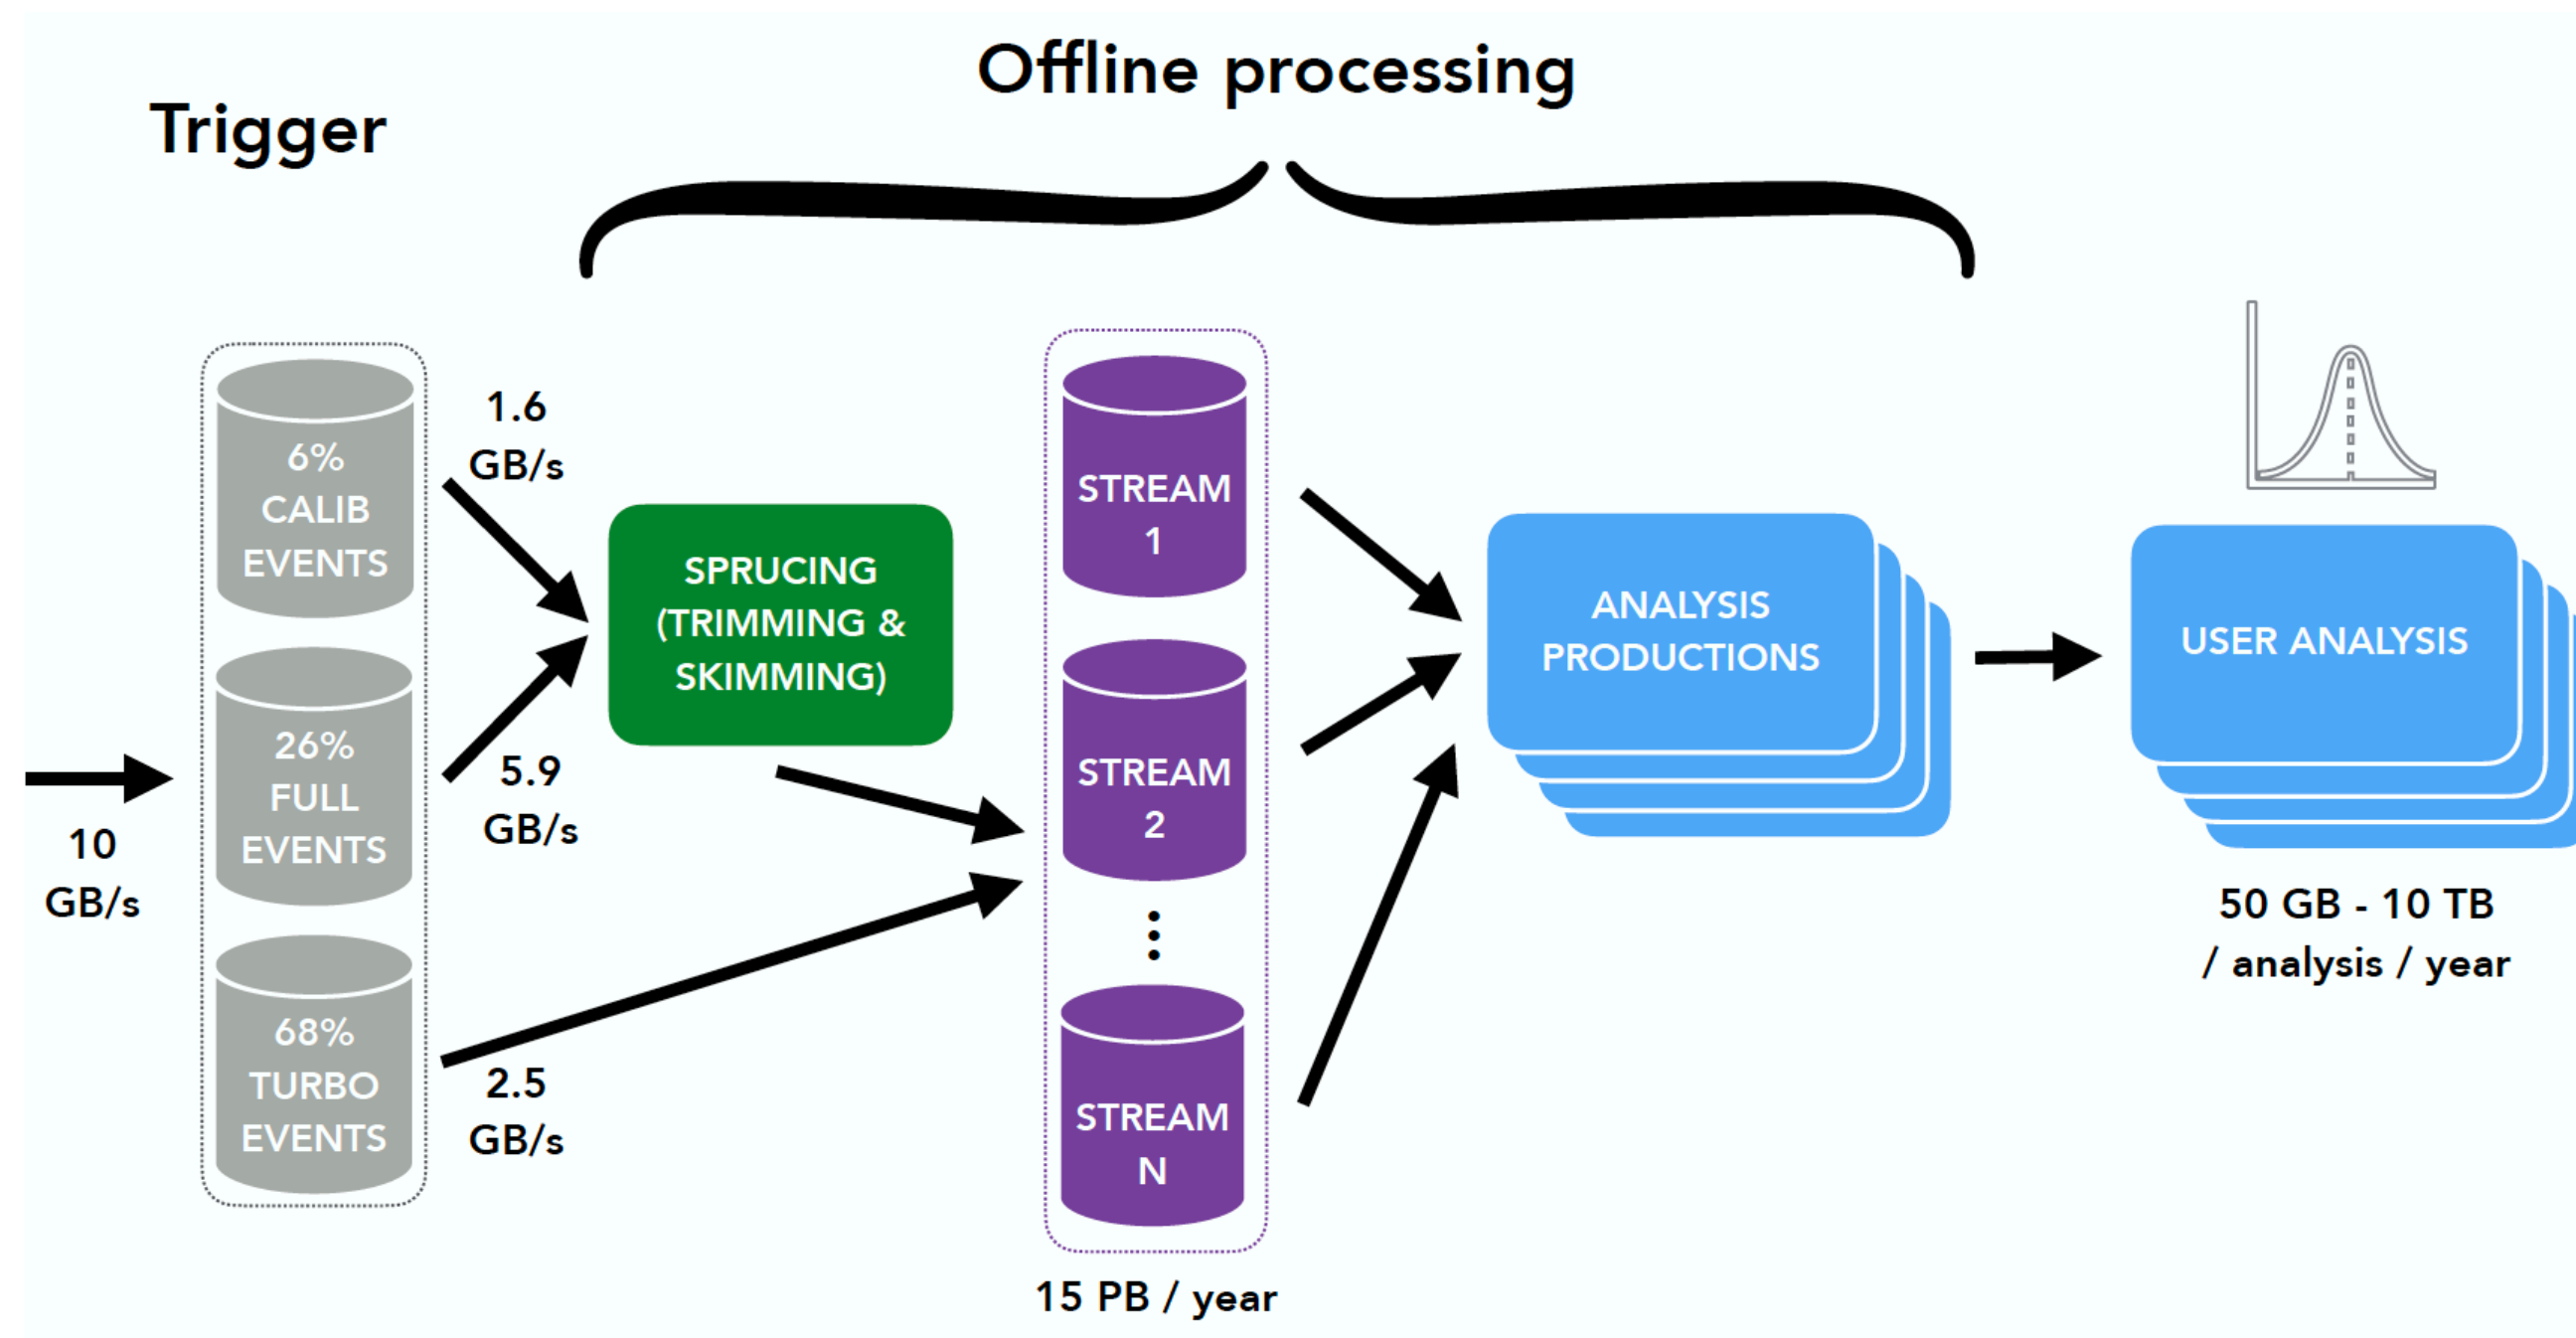 Offline processing
Trigger
10
GB/s
6%
CALIB
EVENTS
26%
FULL
EVENTS
68%
TURBO
EVENTS
1.6
GB/s
5.9
GB/s
2.5
GB/s
SPRUCING
(TRIMMING &
SKIMMING)
STREAM
1
STREAM
2
STREAM
N
15 PB / year
ANALYSIS
PRODUCTIONS
USER ANALYSIS
50 GB - 10 TB
/ analysis / year